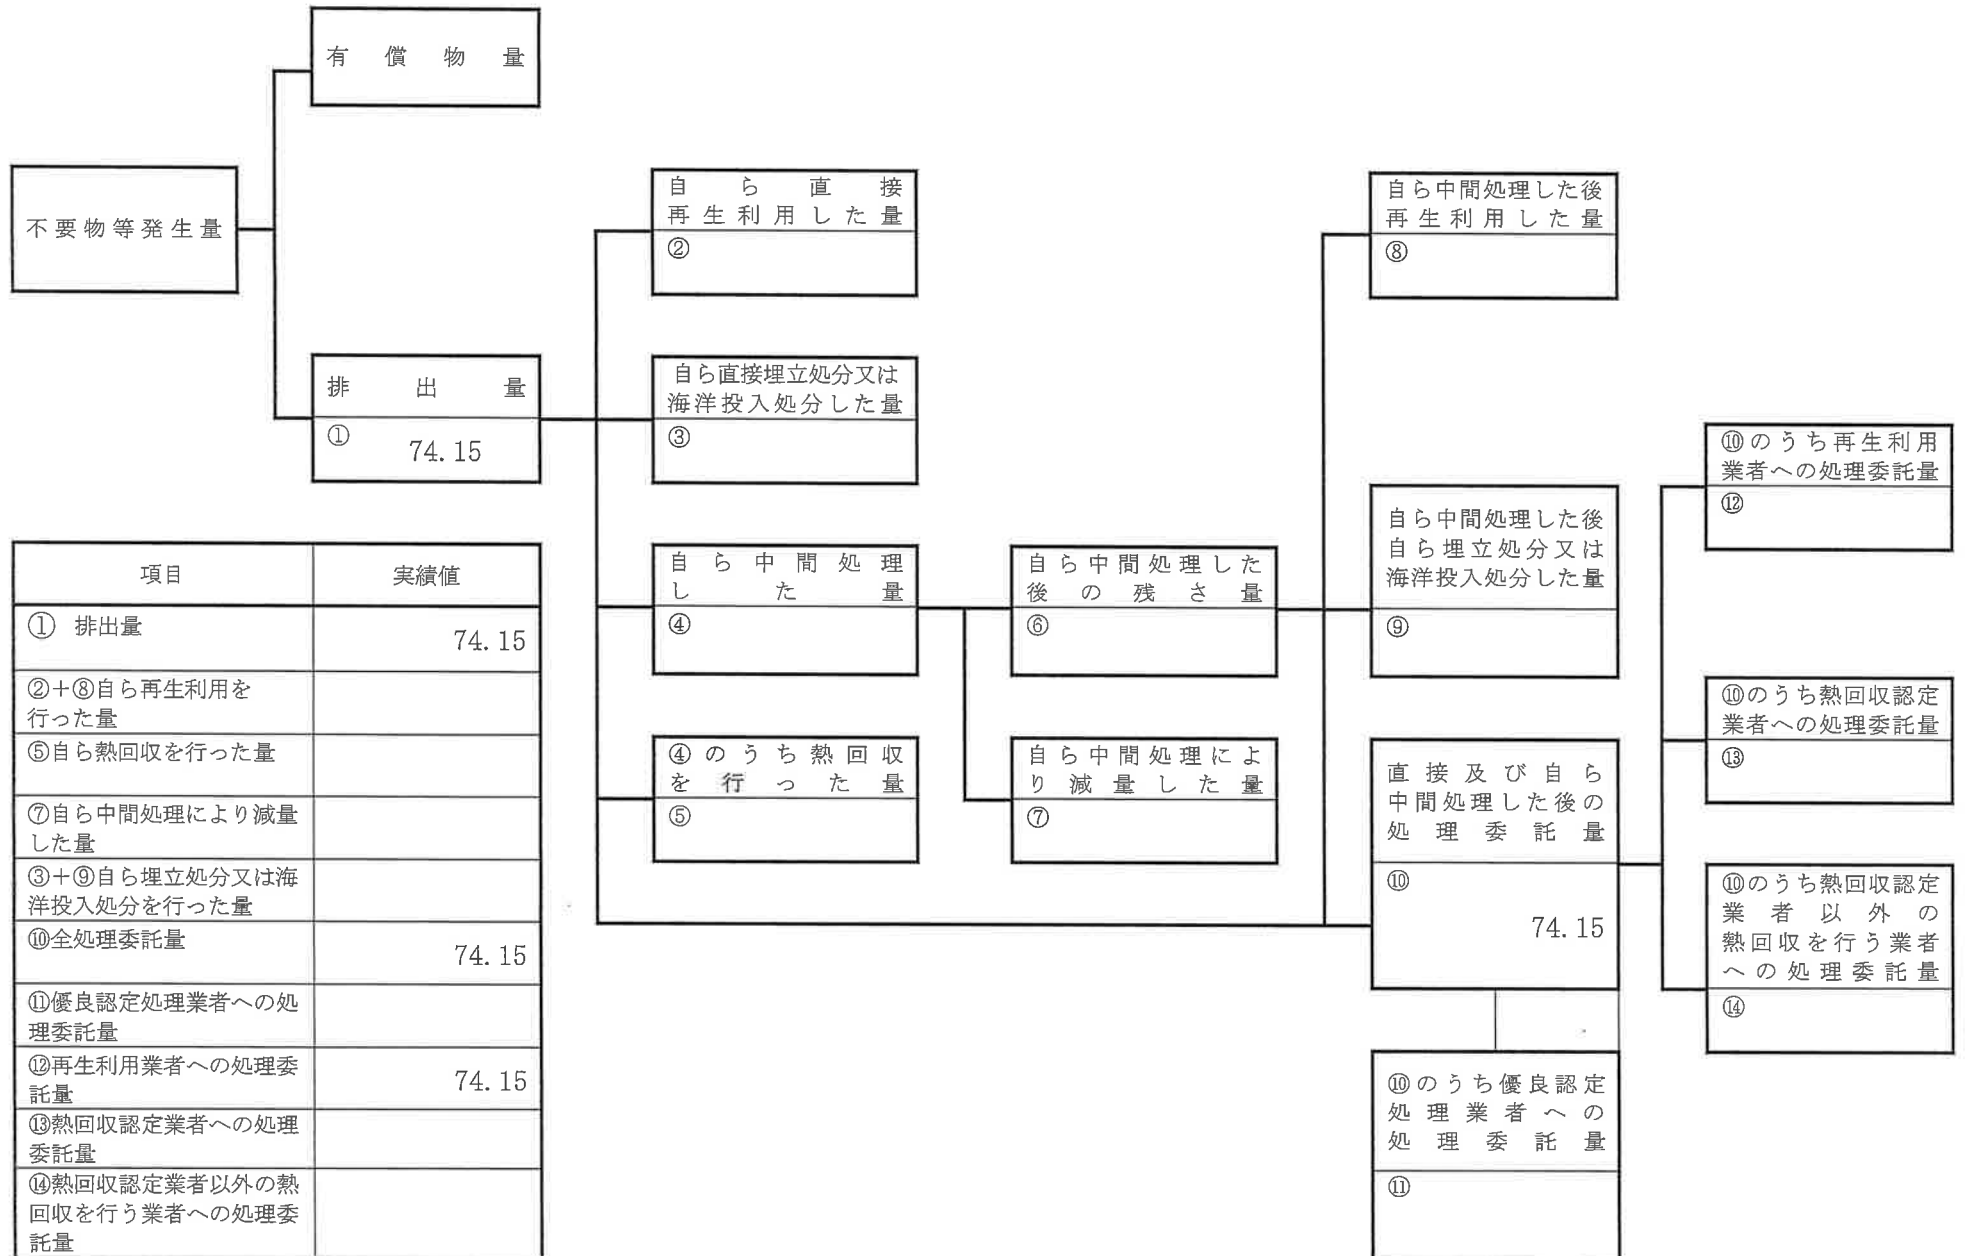 有償物量
不要物等発生量
排出量
① 74.15
自ら直接
再生利用した量
②
自ら直接埋立処分又は
海洋投入処分した量
③
自ら中間処理
した量
④
④のうち熱回収
を行った量
⑤
自ら中間処理した
後の残さ量
⑥
自ら中間処理によ
り減量した量
⑦
自ら中間処理した後
再生利用した量
⑧
自ら中間処理した後
自ら埋立処分又は
海洋投入処分した量
⑨
直接及び自ら
中間処理した後の
処理委託量
⑩
74.15
⑩のうち優良認定
処理業者への
処理委託量
⑪
⑩のうち再生利用
業者への処理委託量
⑫
⑩のうち熱回収認定
業者への処理委託量
⑬
⑩のうち熱回収認定
業者以外の
熱回収を行う業者
への処理委託量
⑭
項目 実績値
① 排出量 74.15
②＋⑧自ら再生利用を
行った量
⑤自ら熱回収を行った量
⑦自ら中間処理により減量
した量
③＋⑨自ら埋立処分又は海
洋投入処分を行った量
⑩全処理委託量 74.15
⑪優良認定処理業者への処
理委託量
⑫再生利用業者への処理委
託量 74.15
⑬熱回収認定業者への処理
委託量
⑭熱回収認定業者以外の熱
回収を行う業者への処理委
託量